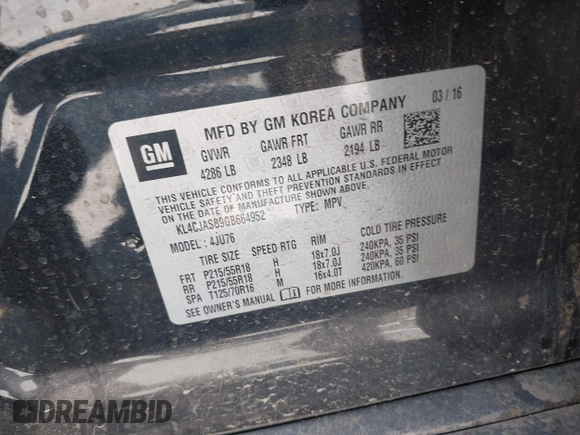 GM
MFD BY GM KOREA COMPANY 03 / 16
GVWR GAWR FRT GAWR RR
4286 LB 2348 LB 2194 LB
THIS VEHICLE CONFORMS TO ALL APPLICABLE U.S. FEDERAL MOTOR
VEHICLE SAFETY AND THEFT PREVENTION STANDARDS IN EFFECT
ON THE DATE OF MANUFACTURE SHOWN ABOVE.
KL4CJASB9GB664952 TYPE: MPV
MODEL: 4JU76
TIRE SIZE SPEED RTG RIM COLD TIRE PRESSURE
FRT P215/55R18 H 18x7.0J 240KPA, 35 PSI
RR P215/55R18 H 18x7.0J 240KPA, 35 PSI
SPA T125/70R16 M 16x4.0T 420KPA, 60 PSI
SEE OWNER'S MANUAL FOR MORE INFORMATION
DREAMBID